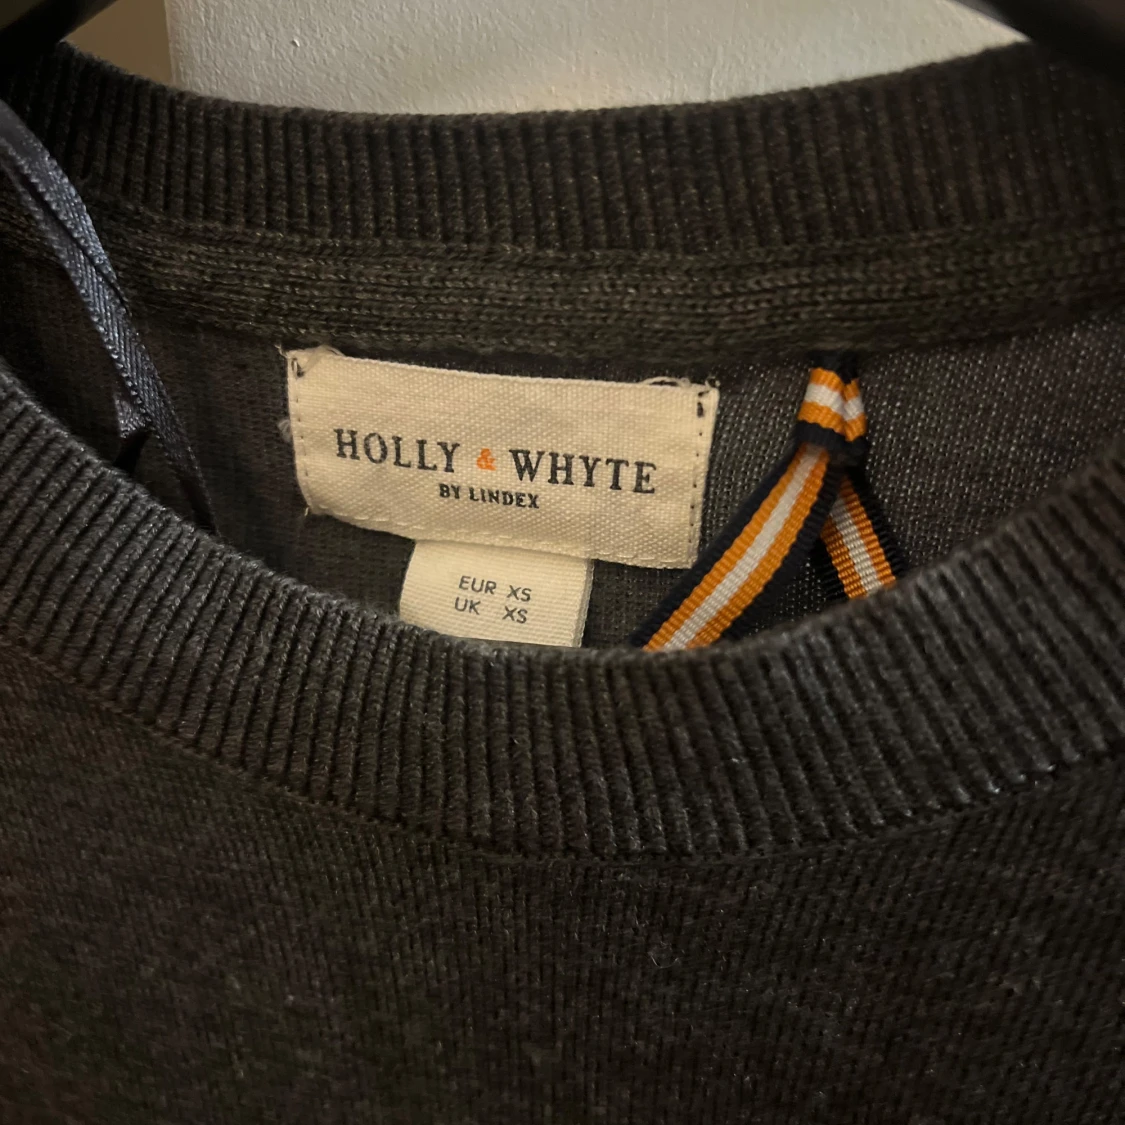 HOLLY & WHYTE
BY LINDEX
EUR XS
UK XS